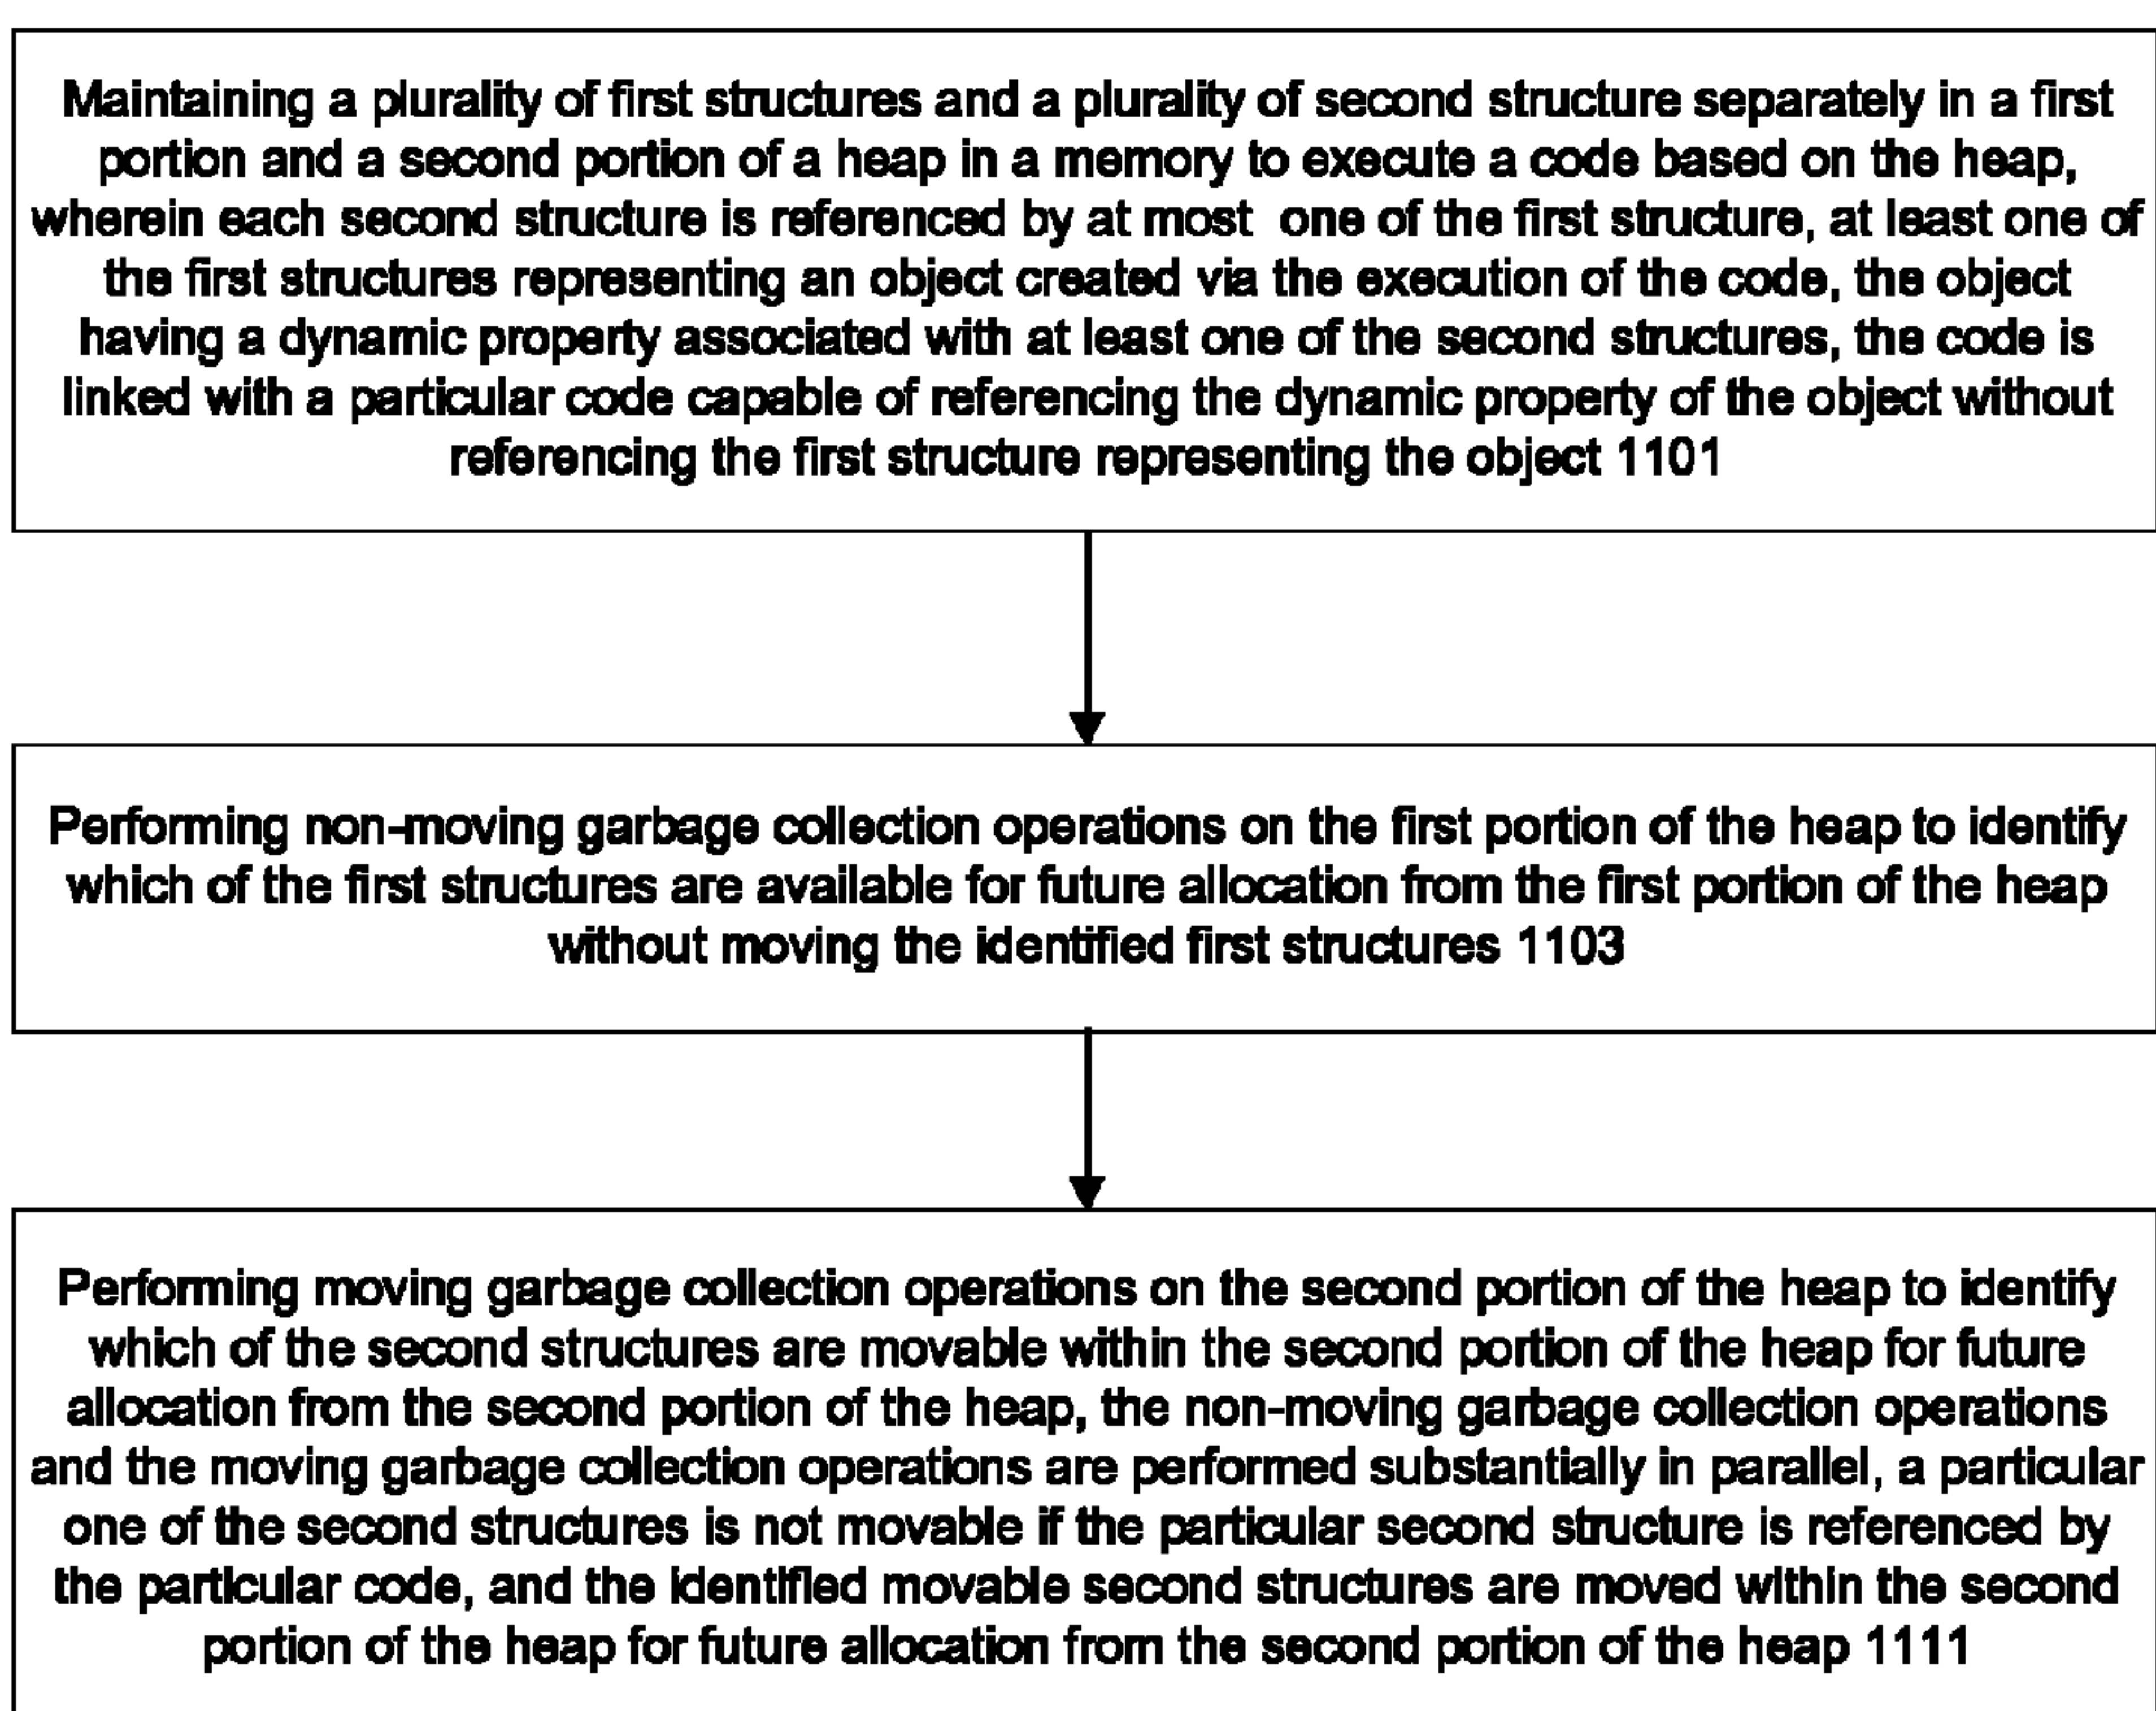 Maintaining a plurality of first structures and a plurality of second structure separately in a first
portion and a second portion of a heap in a memory to execute a code based on the heap,
wherein each second structure is referenced by at most one of the first structure, at least one of
the first structures representing an object created via the execution of the code, the object
having a dynamic property associated with at least one of the second structures, the code is
linked with a particular code capable of referencing the dynamic property of the object without
referencing the first structure representing the object 1101
Performing non-moving garbage collection operations on the first portion of the heap to identify
which of the first structures are available for future allocation from the first portion of the heap
without moving the identified first structures 1103
Performing moving garbage collection operations on the second portion of the heap to identify
which of the second structures are movable within the second portion of the heap for future
allocation from the second portion of the heap, the non-moving garbage collection operations
and the moving garbage collection operations are performed substantially in parallel, a particular
one of the second structures is not movable if the particular second structure is referenced by
the particular code, and the identified movable second structures are moved within the second
portion of the heap for future allocation from the second portion of the heap 1111